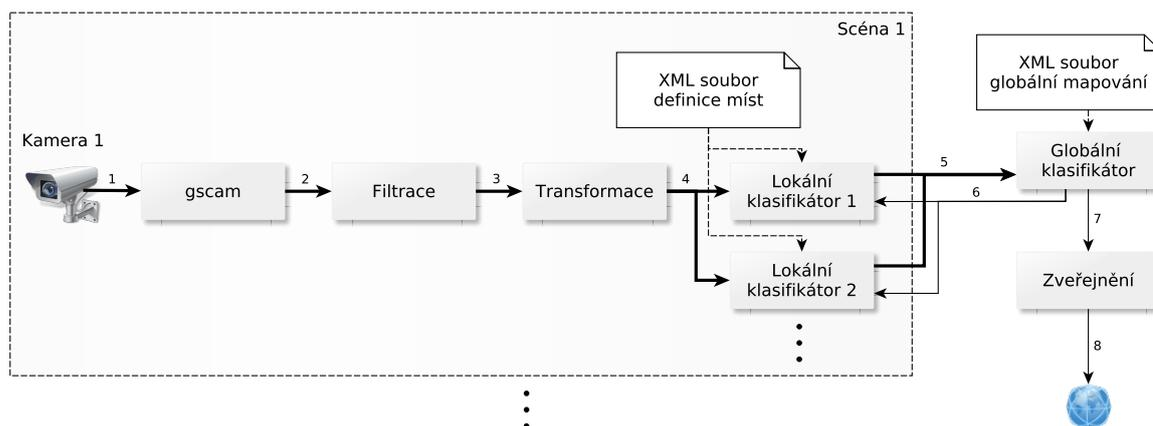 Scéna 1
XML soubor
definice míst
XML soubor
globální mapování
Kamera 1
1
gscam
2
Filtrace
3
Transformace
4
Lokální
klasifikátor 1
5
6
Globální
klasifikátor
7
Lokální
klasifikátor 2
Zveřejnění
8